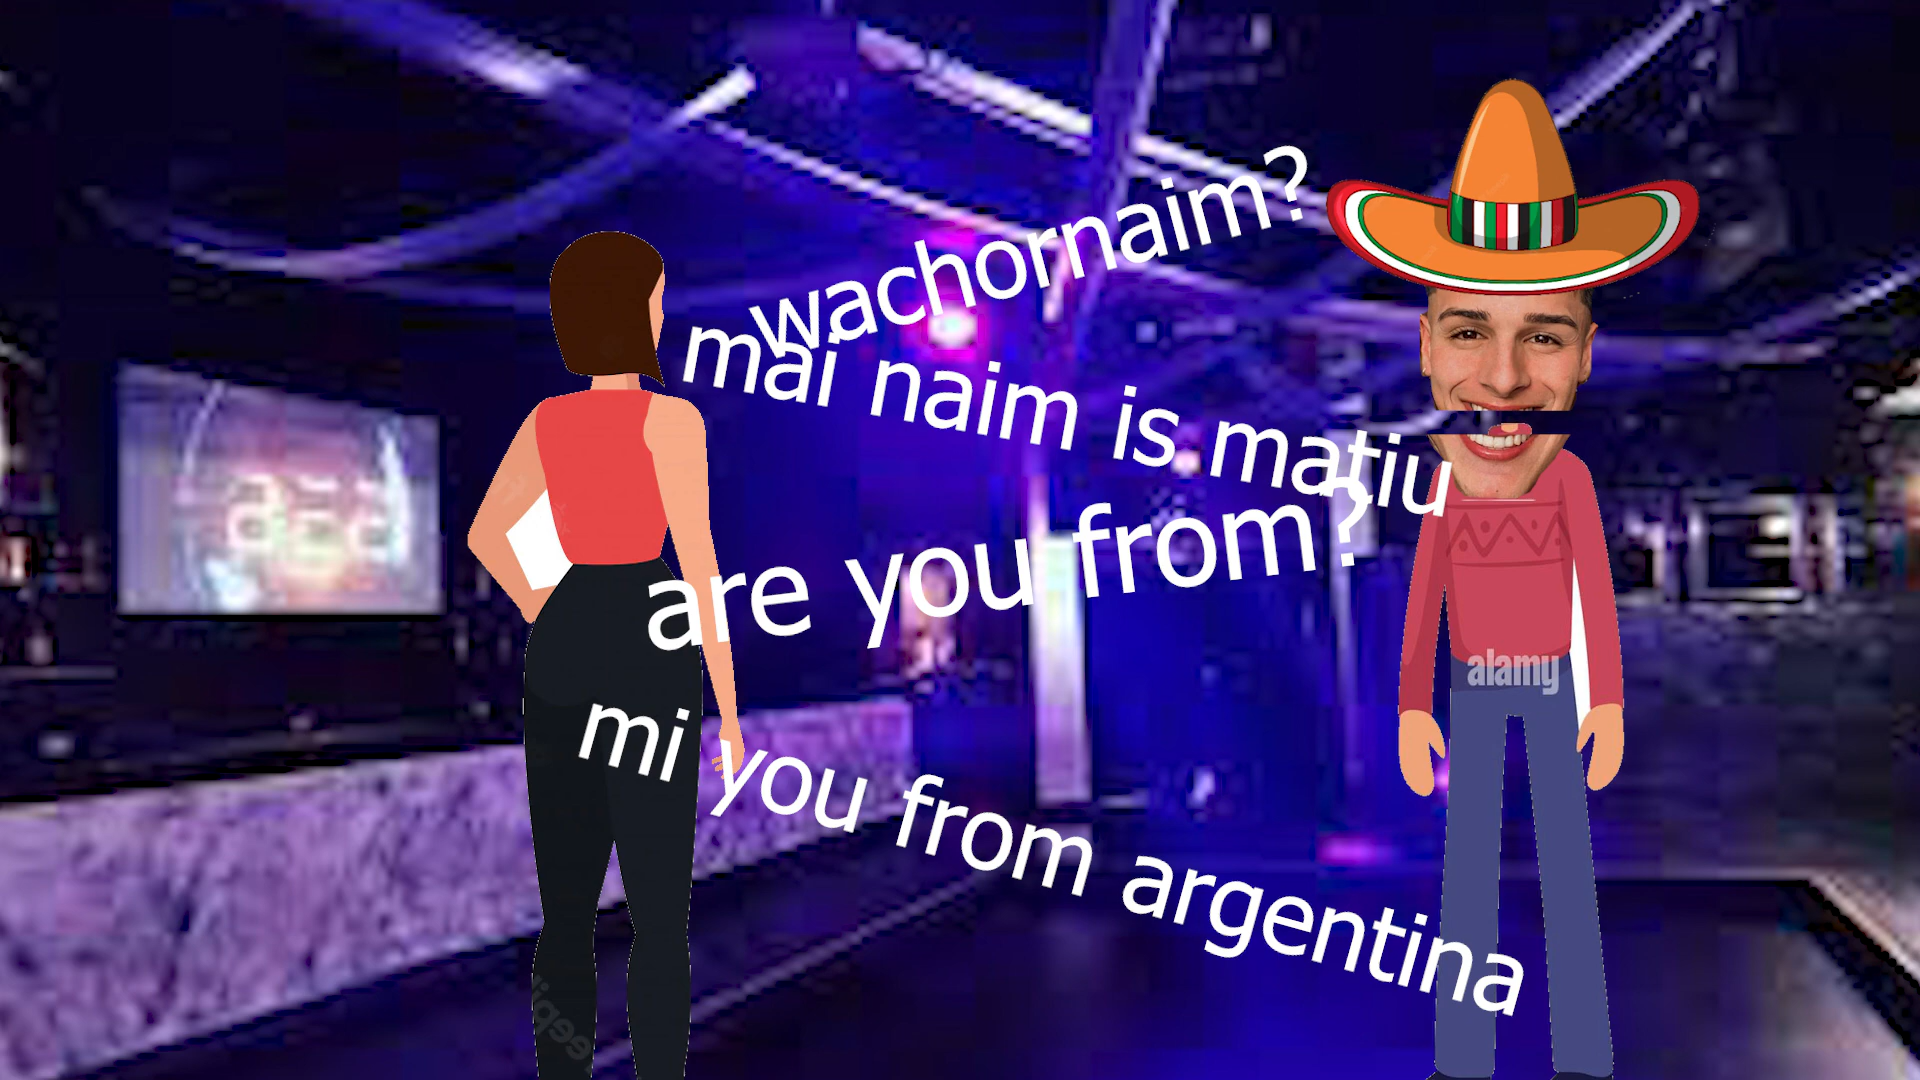 wachornaim?
mai naim is matiu
are you from?
mi you from argentina
alamy